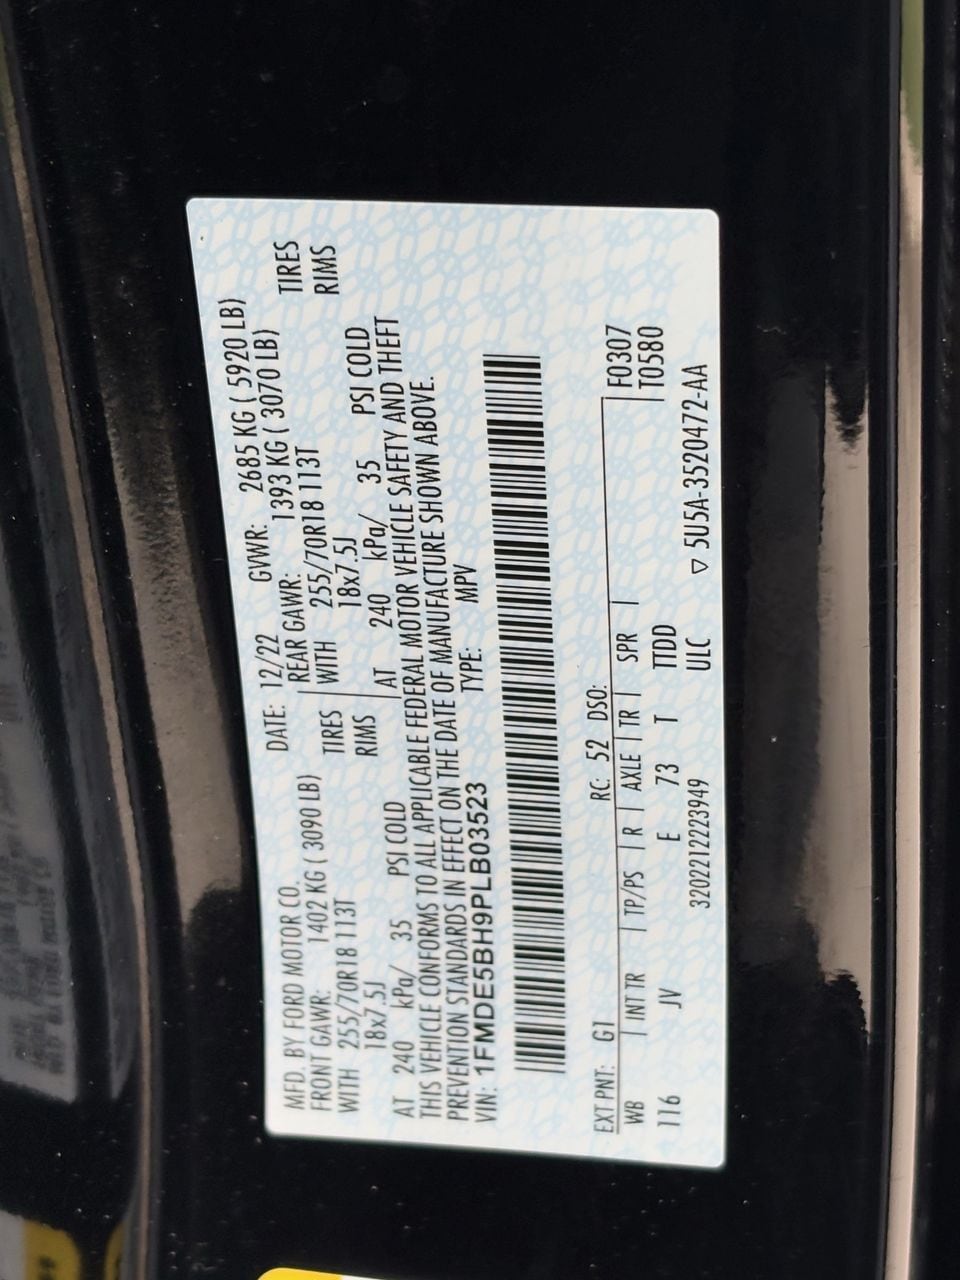 MFD. BY FORD MOTOR CO. DATE: 12/22 GVWR: 2685 KG ( 5920 LB)
FRONT GAWR: 1402 KG ( 3090 LB) REAR GAWR: 1393 KG ( 3070 LB)
WITH 255/70R18 113T TIRES WITH 255/70R18 113T TIRES
18x7.5J RIMS 18x7.5J RIMS
AT 240 kPa/ 35 PSI COLD AT 240 kPa/ 35 PSI COLD
THIS VEHICLE CONFORMS TO ALL APPLICABLE FEDERAL MOTOR VEHICLE SAFETY AND THEFT
PREVENTION STANDARDS IN EFFECT ON THE DATE OF MANUFACTURE SHOWN ABOVE.
VIN: 1FMDE5BH9PLB03523 TYPE: MPV
EXT PNT: G1 RC: 52 DSO: F0307
WB INT TR TP/PS R AXLE TR SPR T0580
116 JV E 73 T TTDD
320221223949 ULC ▽ 5U5A-3520472-AA